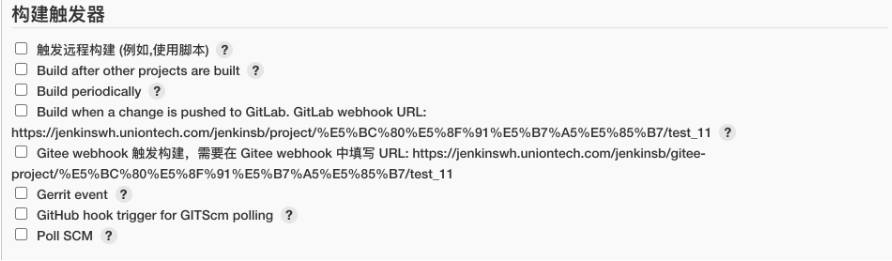 构建触发器
触发远程构建 (例如,使用脚本) ?
Build after other projects are built ?
Build periodically ?
Build when a change is pushed to GitLab. GitLab webhook URL:
https://jenkinswh.uniontech.com/jenkinsb/project/%E5%BC%80%E5%8F%91%E5%B7%A5%E5%85%B7/test_11 ?
Gitee webhook 触发构建，需要在 Gitee webhook 中填写 URL: https://jenkinswh.uniontech.com/jenkinsb/gitee-
project/%E5%BC%80%E5%8F%91%E5%B7%A5%E5%85%B7/test_11
Gerrit event ?
GitHub hook trigger for GITScm polling ?
Poll SCM ?